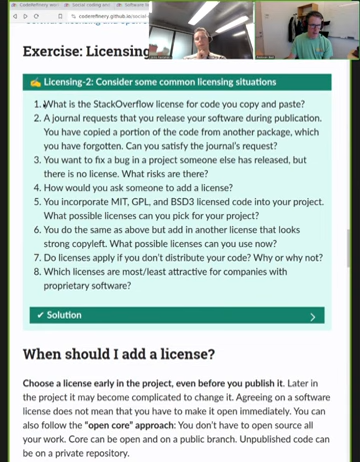 CodeRefinery
Social coding and
Software li
coderefinery.github.io/social-
Exercise: Licensing
✍ Licensing-2: Consider some common licensing situations
1. What is the StackOverflow license for code you copy and paste?
2. A journal requests that you release your software during publication.
You have copied a portion of the code from another package, which
you have forgotten. Can you satisfy the journal's request?
3. You want to fix a bug in a project someone else has released, but
there is no license. What risks are there?
4. How would you ask someone to add a license?
5. You incorporate MIT, GPL, and BSD3 licensed code into your project.
What possible licenses can you pick for your project?
6. You do the same as above but add in another license that looks
strong copyleft. What possible licenses can you use now?
7. Do licenses apply if you don't distribute your code? Why or why not?
8. Which licenses are most/least attractive for companies with
proprietary software?
✔ Solution
When should I add a license?
Choose a license early in the project, even before you publish it. Later in
the project it may become complicated to change it. Agreeing on a software
license does not mean that you have to make it open immediately. You can
also follow the "open core" approach: You don't have to open source all
your work. Core can be open and on a public branch. Unpublished code can
be on a private repository.